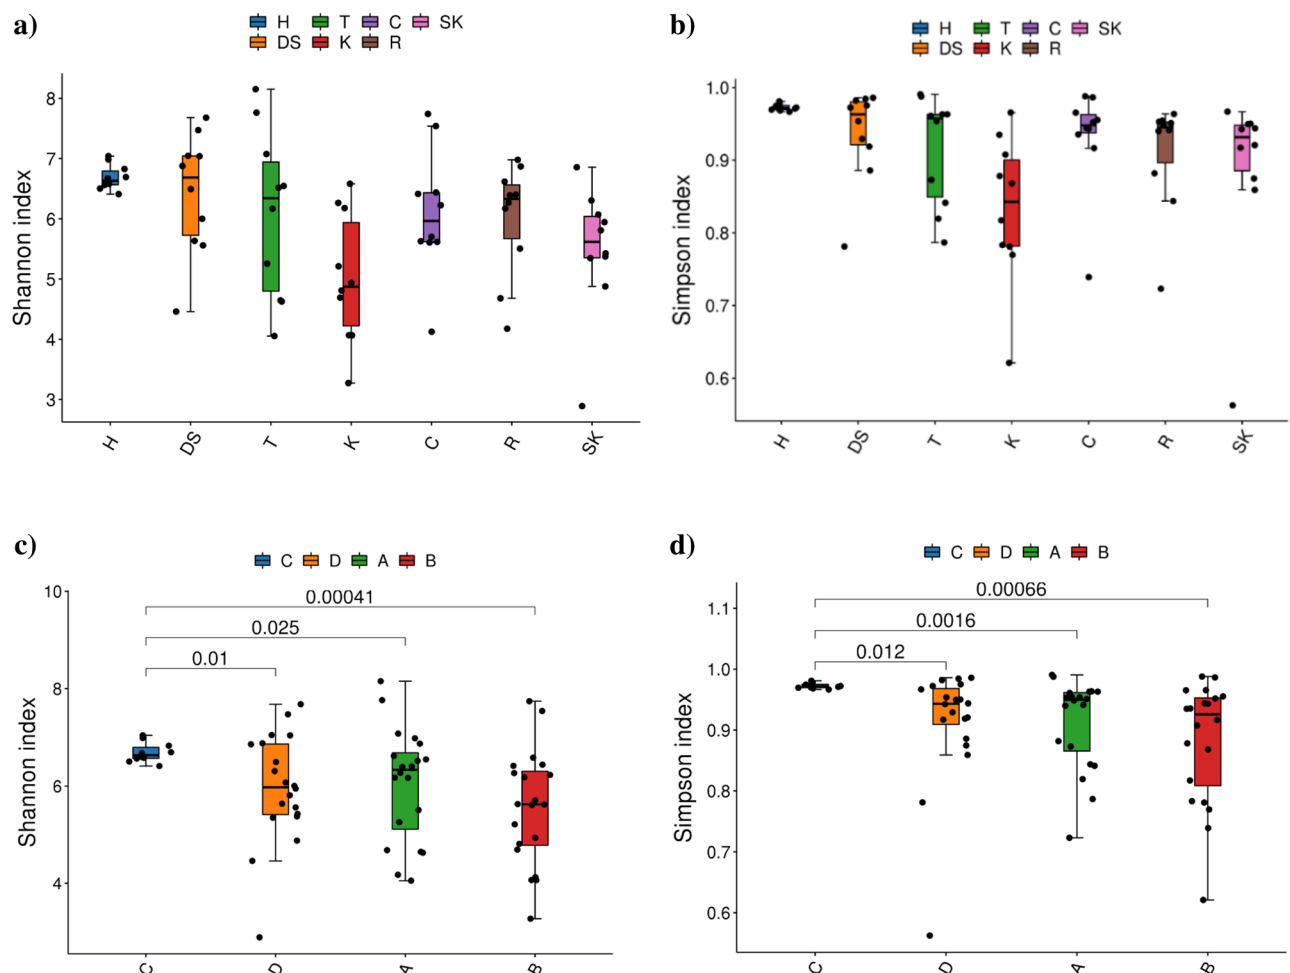 a)
H T C SK
DS K R
Shannon index
8
7
6
5
4
3
H DS T K C R SK
b)
H T C SK
DS K R
Simpson index
1.0
0.9
0.8
0.7
0.6
H DS T K C R SK
c)
C D A B
Shannon index
10
8
6
4
0.00041
0.025
0.01
C D A B
d)
C D A B
Simpson index
1.1
1.0
0.9
0.8
0.7
0.6
0.00066
0.0016
0.012
C D A B